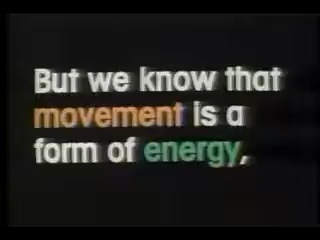 But we know that
movement is a
form of energy,